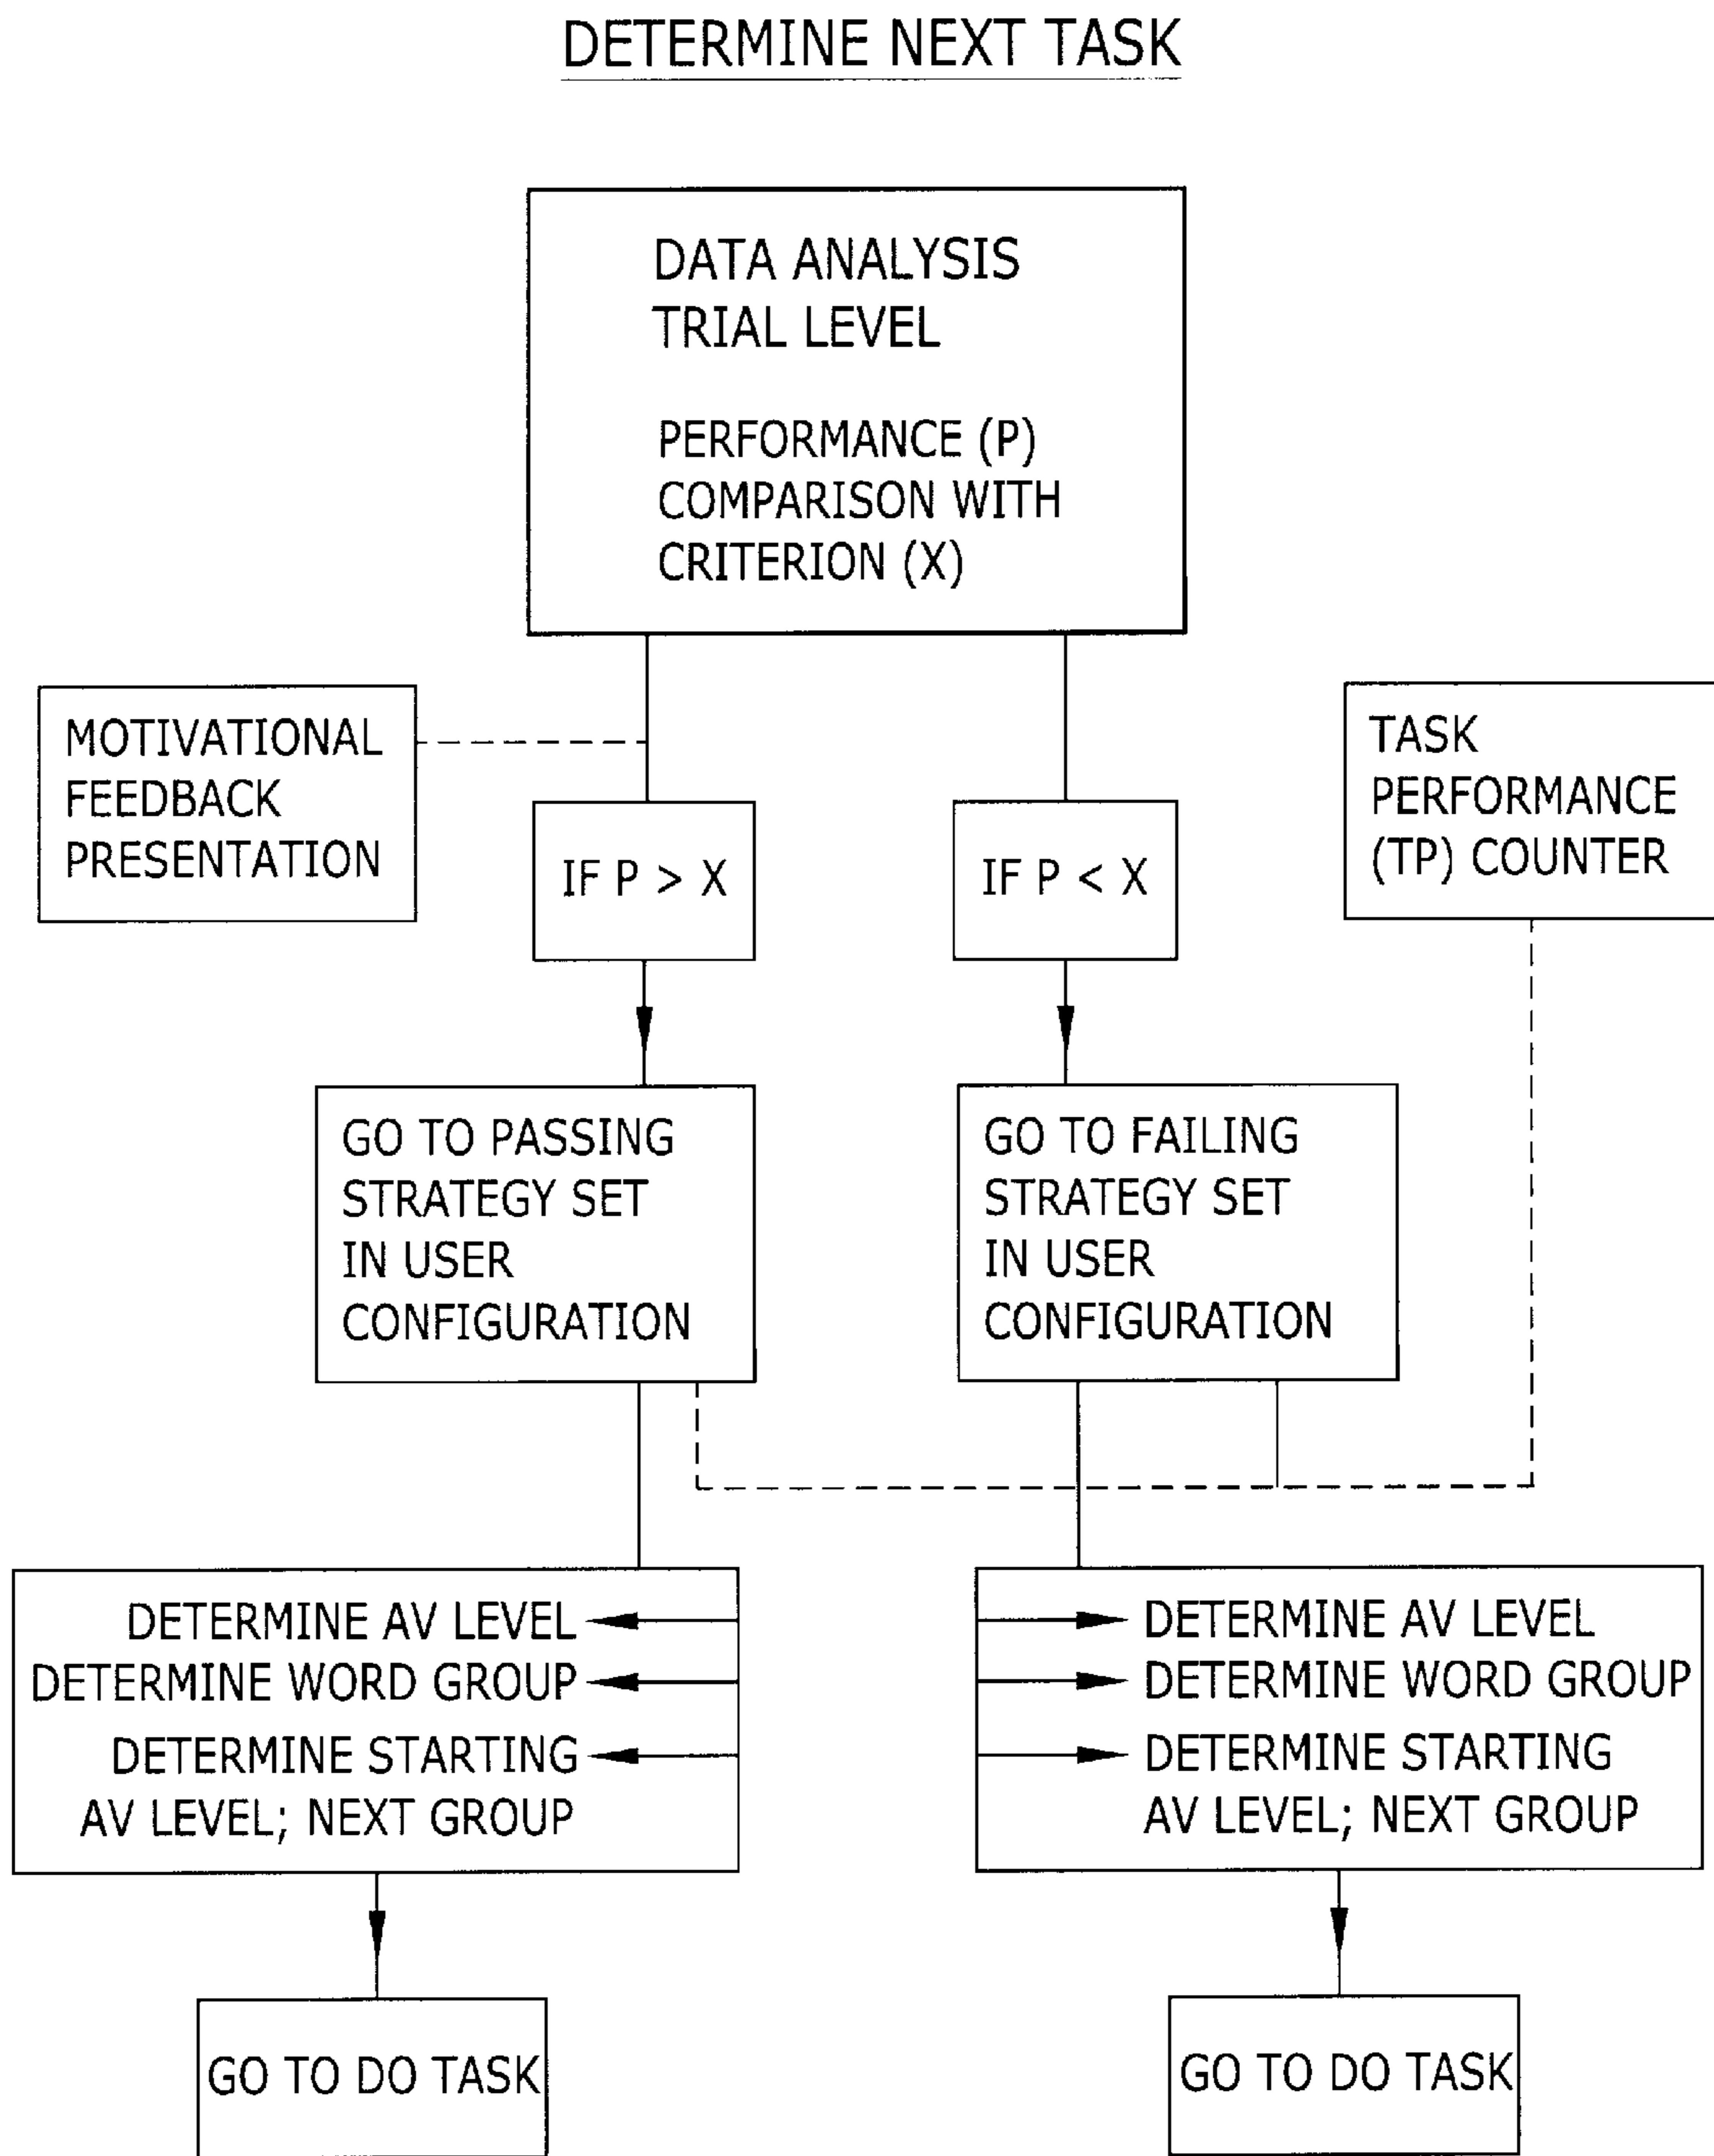 DETERMINE NEXT TASK
DATA ANALYSIS
TRIAL LEVEL
PERFORMANCE (P)
COMPARISON WITH
CRITERION (X)
MOTIVATIONAL
FEEDBACK
PRESENTATION
IF P > X
IF P < X
TASK
PERFORMANCE
(TP) COUNTER
GO TO PASSING
STRATEGY SET
IN USER
CONFIGURATION
GO TO FAILING
STRATEGY SET
IN USER
CONFIGURATION
DETERMINE AV LEVEL
DETERMINE WORD GROUP
DETERMINE STARTING
AV LEVEL; NEXT GROUP
DETERMINE AV LEVEL
DETERMINE WORD GROUP
DETERMINE STARTING
AV LEVEL; NEXT GROUP
GO TO DO TASK
GO TO DO TASK